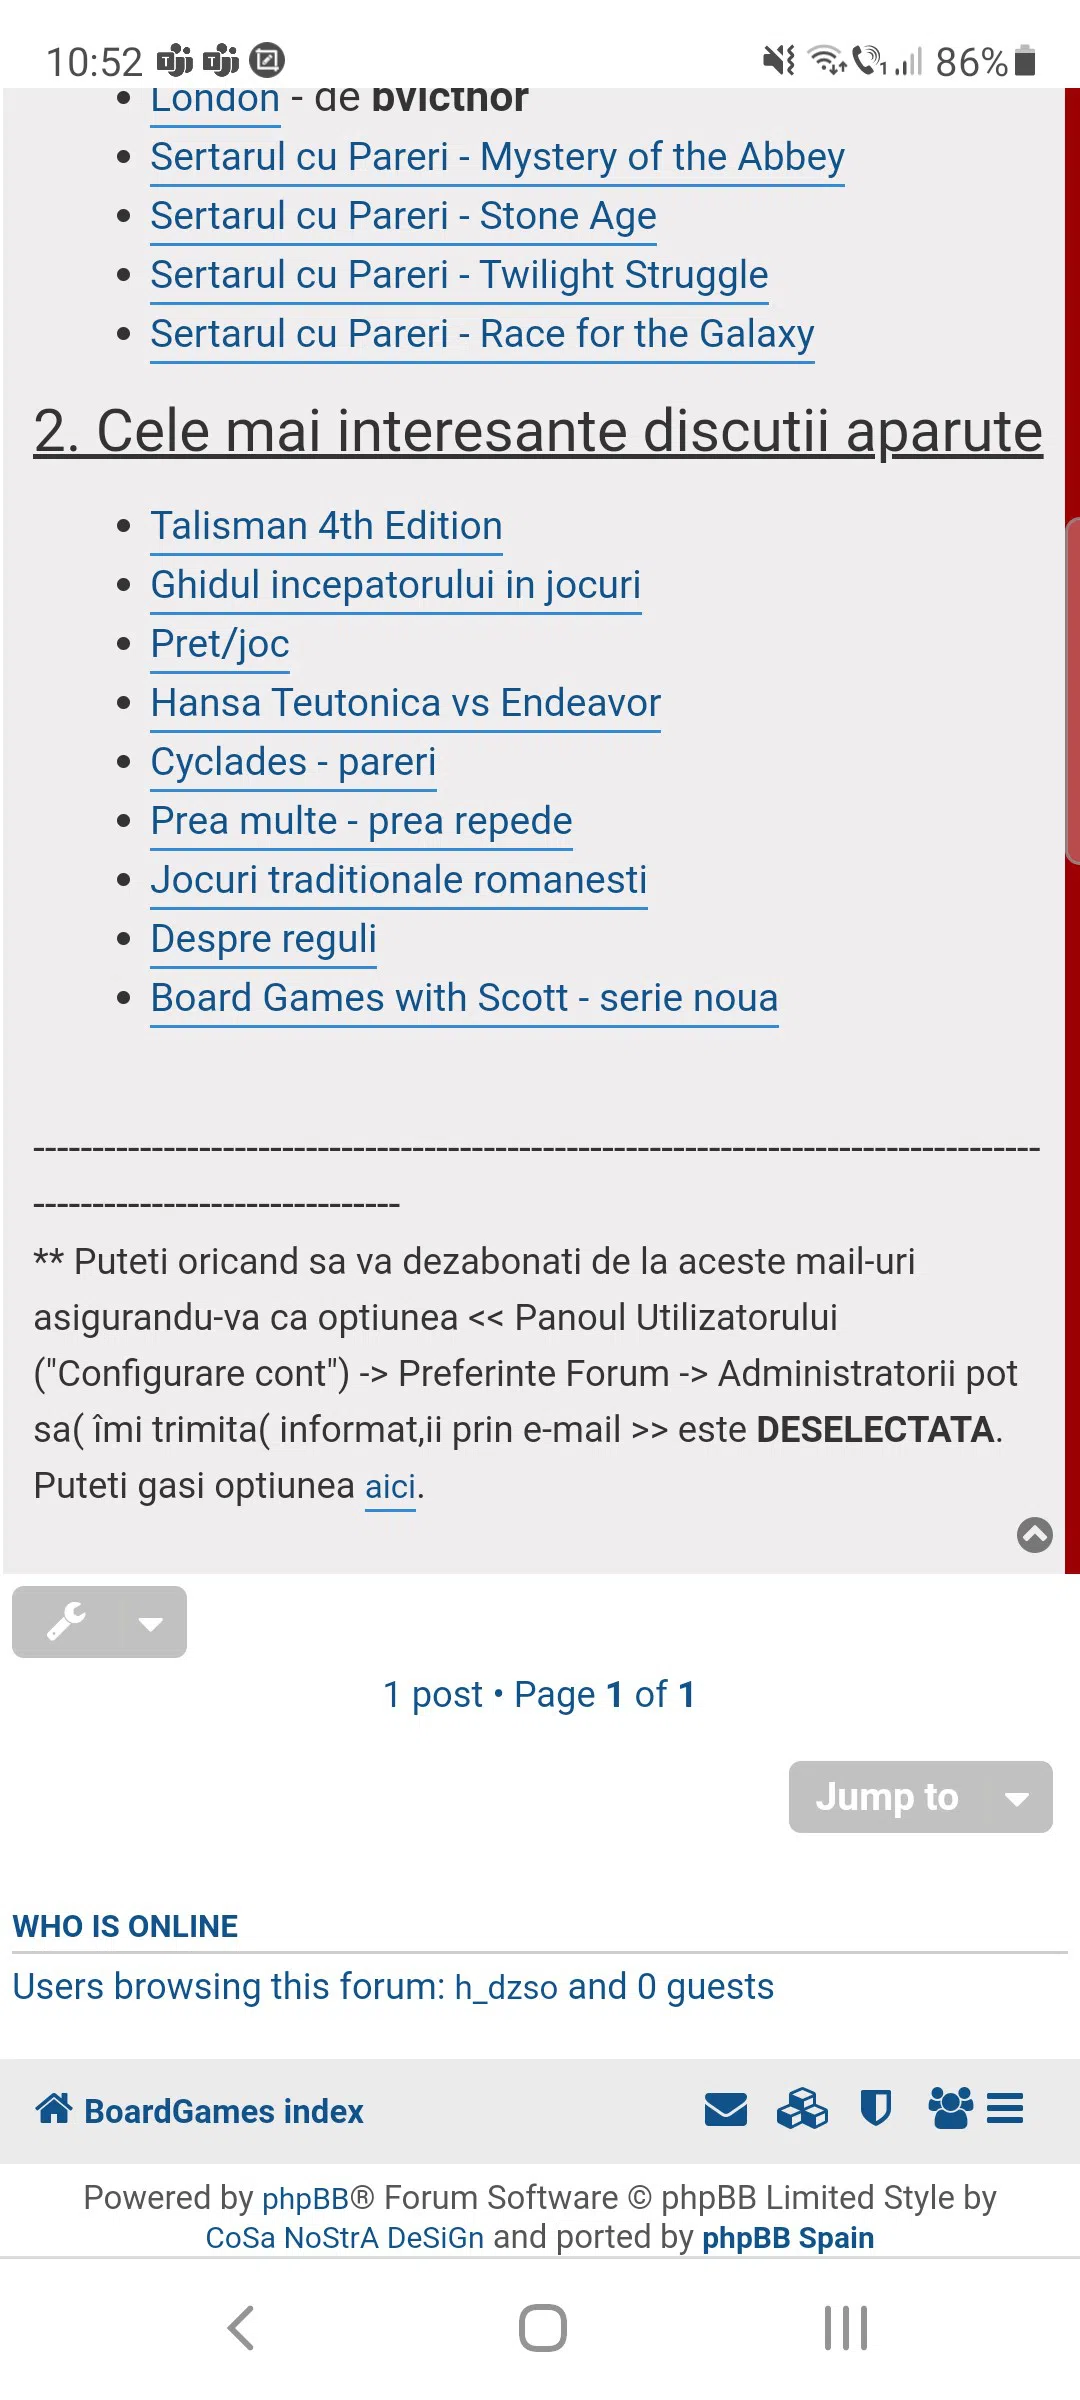 10:52
1
86%
London - de bvicthor
Sertarul cu Pareri - Mystery of the Abbey
Sertarul cu Pareri - Stone Age
Sertarul cu Pareri - Twilight Struggle
Sertarul cu Pareri - Race for the Galaxy
2. Cele mai interesante discutii aparute
Talisman 4th Edition
Ghidul incepatorului in jocuri
Pret/joc
Hansa Teutonica vs Endeavor
Cyclades - pareri
Prea multe - prea repede
Jocuri traditionale romanesti
Despre reguli
Board Games with Scott - serie noua
--------------------------------------------------------------------------------------
-------------------------------
** Puteti oricand sa va dezabonati de la aceste mail-uri
asigurandu-va ca optiunea << Panoul Utilizatorului
("Configurare cont") -> Preferinte Forum -> Administratorii pot
sa( îmi trimita( informat,ii prin e-mail >> este DESELECTATA.
Puteti gasi optiunea aici.
1 post • Page 1 of 1
Jump to
WHO IS ONLINE
Users browsing this forum: h_dzso and 0 guests
BoardGames index
Powered by phpBB® Forum Software © phpBB Limited Style by
CoSa NoStrA DeSiGn and ported by phpBB Spain